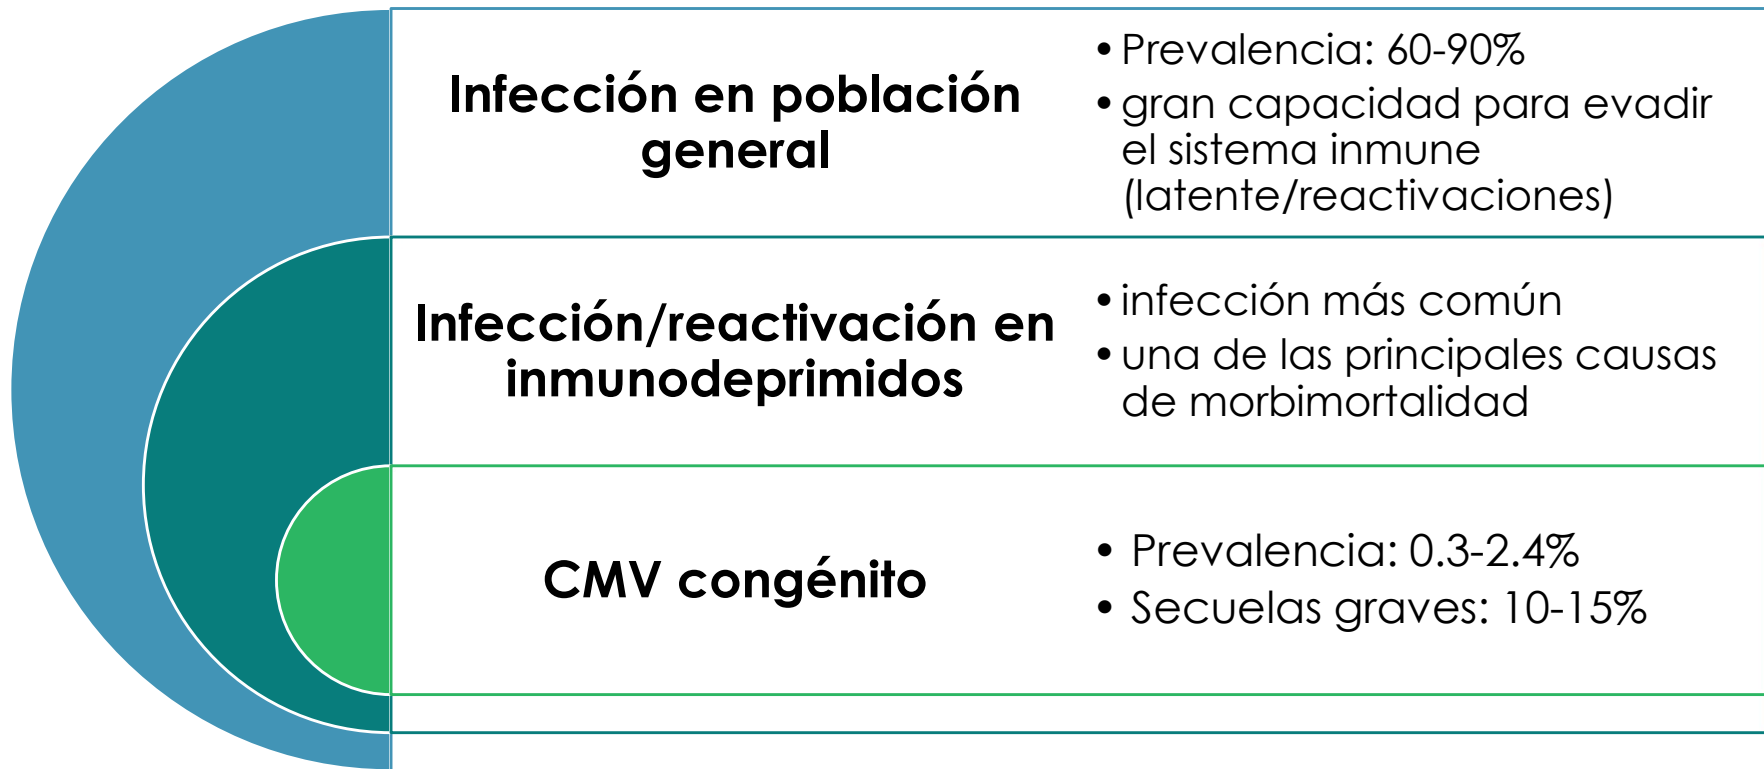 Infección en población
general
• Prevalencia: 60-90%
• gran capacidad para evadir
el sistema inmune
(latente/reactivaciones)
Infección/reactivación en
inmunodeprimidos
• infección más común
• una de las principales causas
de morbimortalidad
CMV congénito
• Prevalencia: 0.3-2.4%
• Secuelas graves: 10-15%